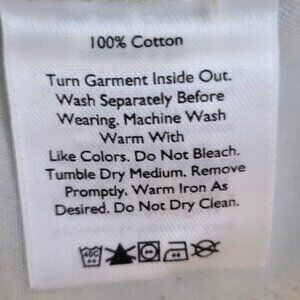 100% Cotton
Turn Garment Inside Out.
Wash Separately Before
Wearing. Machine Wash
Warm With
Like Colors. Do Not Bleach.
Tumble Dry Medium. Remove
Promptly. Warm Iron As
Desired. Do Not Dry Clean.
40C